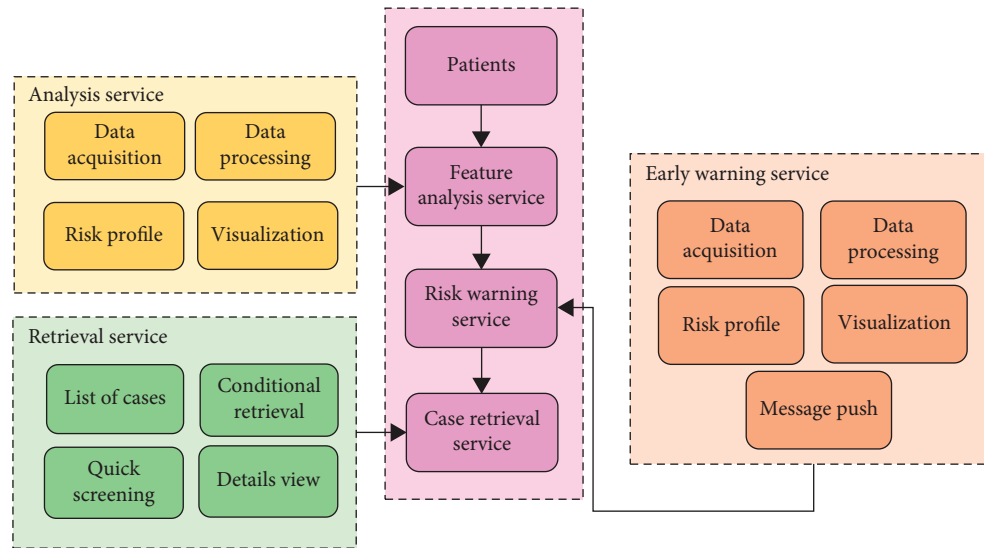 Patients
Feature
analysis service
Risk warning
service
Case retrieval
service
Analysis service
Data
acquisition
Data
processing
Risk profile
Visualization
Retrieval service
List of cases
Conditional
retrieval
Quick
screening
Details view
Early warning service
Data
acquisition
Data
processing
Risk profile
Visualization
Message push